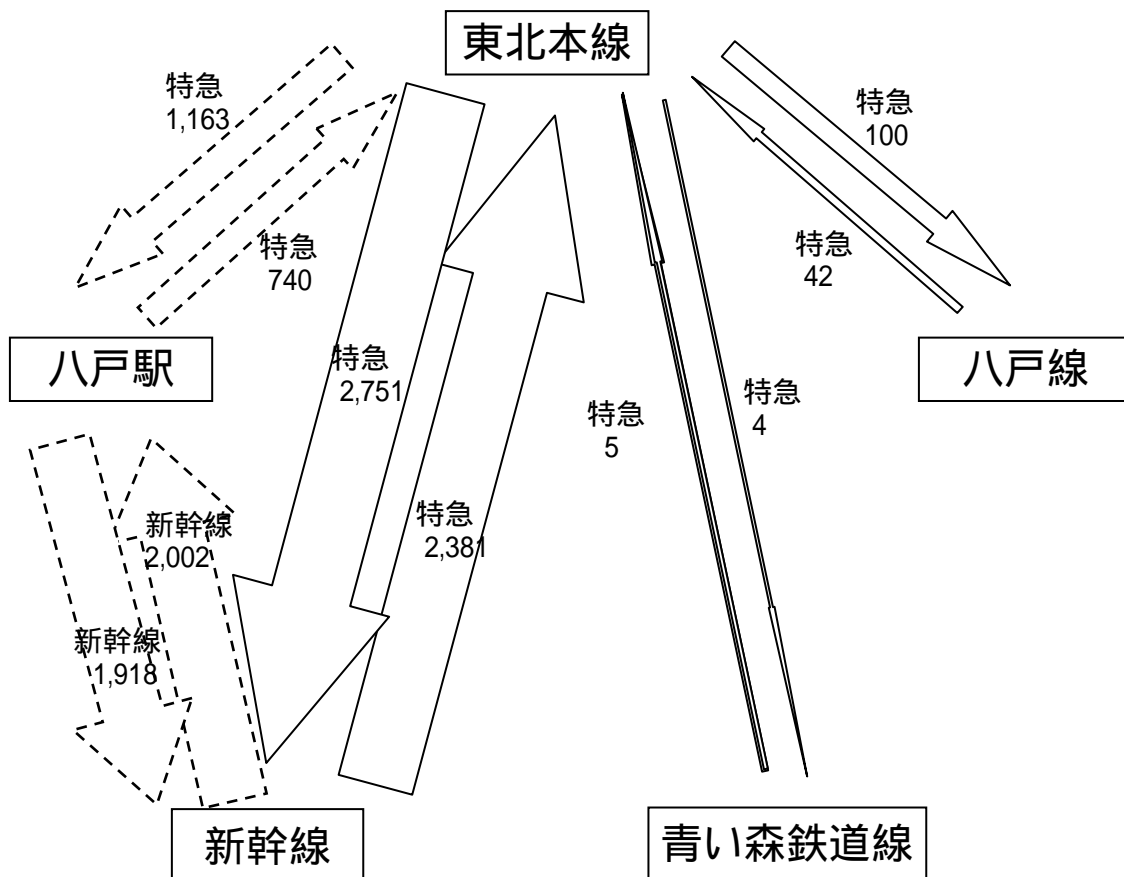 東北本線
特急
1,163
特急
100
特急
740
特急
42
八戸駅
特急
2,751
八戸線
特急
5
特急
4
新幹線
2,002
特急
2,381
新幹線
1,918
新幹線
青い森鉄道線